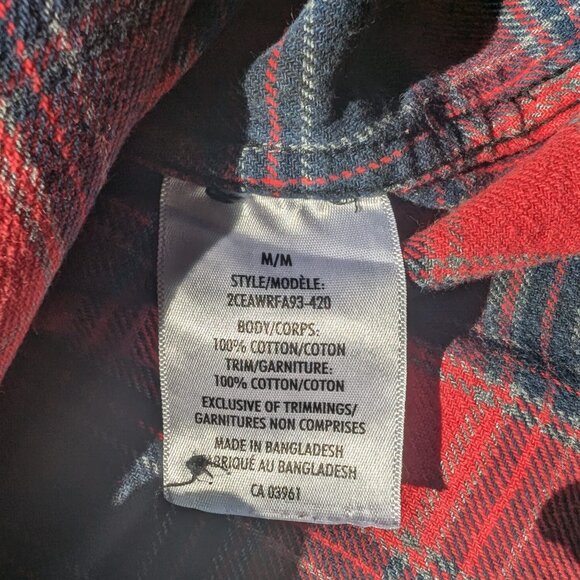 M/M
STYLE/MODÈLE:
2CEAWRFA93-420
BODY/CORPS:
100% COTTON/COTON
TRIM/GARNITURE:
100% COTTON/COTON
EXCLUSIVE OF TRIMMINGS/
GARNITURES NON COMPRISES
MADE IN BANGLADESH
FABRIQUÉ AU BANGLADESH
CA 03961